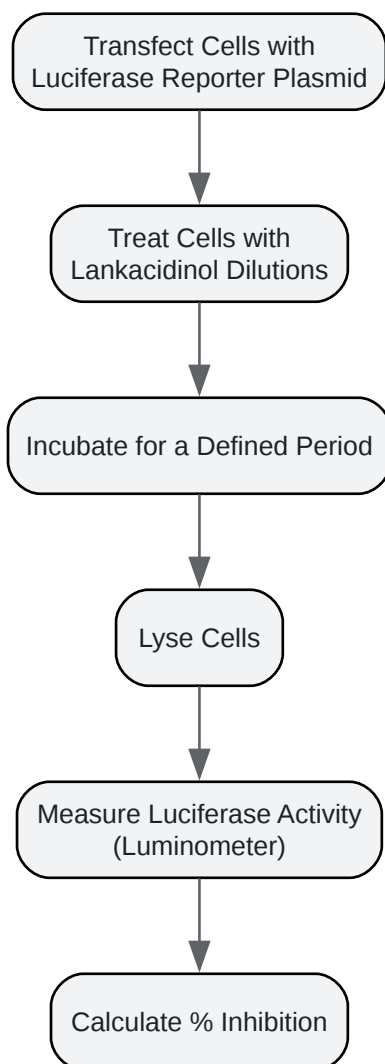 Transfect Cells with
Luciferase Reporter Plasmid
Treat Cells with
Lankacidinol Dilutions
Incubate for a Defined Period
Lyse Cells
Measure Luciferase Activity
(Luminometer)
Calculate % Inhibition